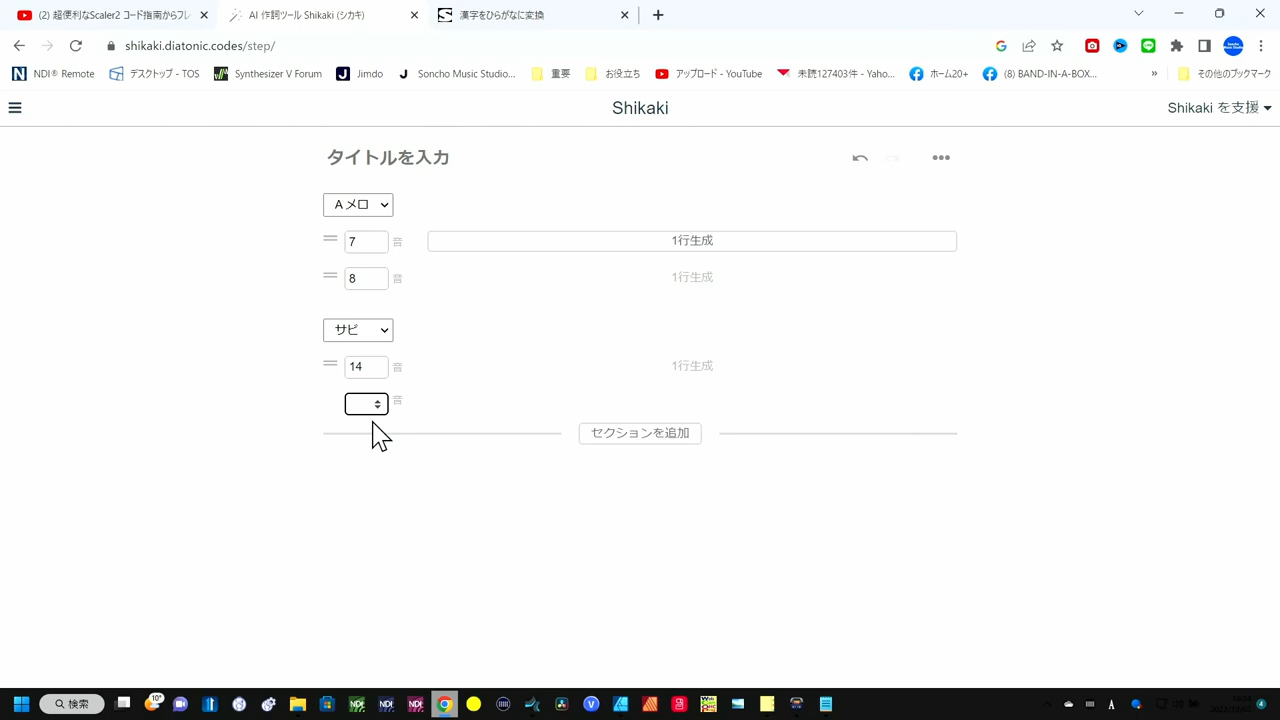 (2) 超便利なScaler2 コード指南からフレ
AI 作詞ツール Shikaki (シカキ)
漢字をひらがなに変換
shikaki.diatonic.codes/step/
NDI® Remote
デスクトップ - TOS
Synthesizer V Forum
Jimdo
Soncho Music Studio...
重要
お役立ち
アップロード - YouTube
未読127403件 - Yaho...
ホーム20+
(8) BAND-IN-A-BOX...
»
その他のブックマーク
Shikaki
Shikaki を支援
タイトルを入力
Aメロ
7 音 1行生成
8 音 1行生成
サビ
14 音 1行生成
音
セクションを追加
検索